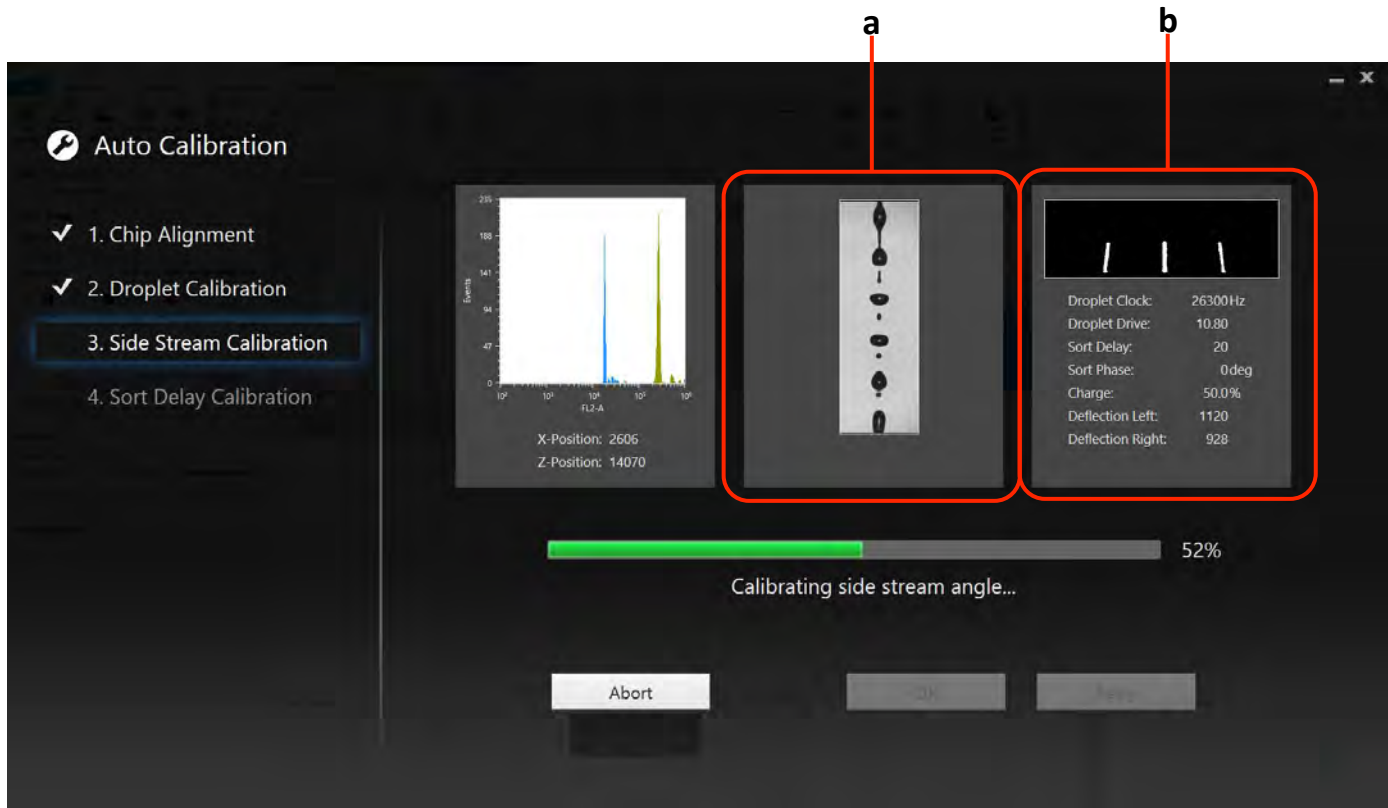 a b
Auto Calibration
1. Chip Alignment
2. Droplet Calibration
3. Side Stream Calibration
4. Sort Delay Calibration
235
188
141
94
47
0
Events
10² 10³ 10⁴ 10⁵ 10⁶
FL2-A
X-Position: 2606
Z-Position: 14070
Droplet Clock: 26300Hz
Droplet Drive: 10.80
Sort Delay: 20
Sort Phase: 0deg
Charge: 50.0%
Deflection Left: 1120
Deflection Right: 928
52%
Calibrating side stream angle...
Abort
OK